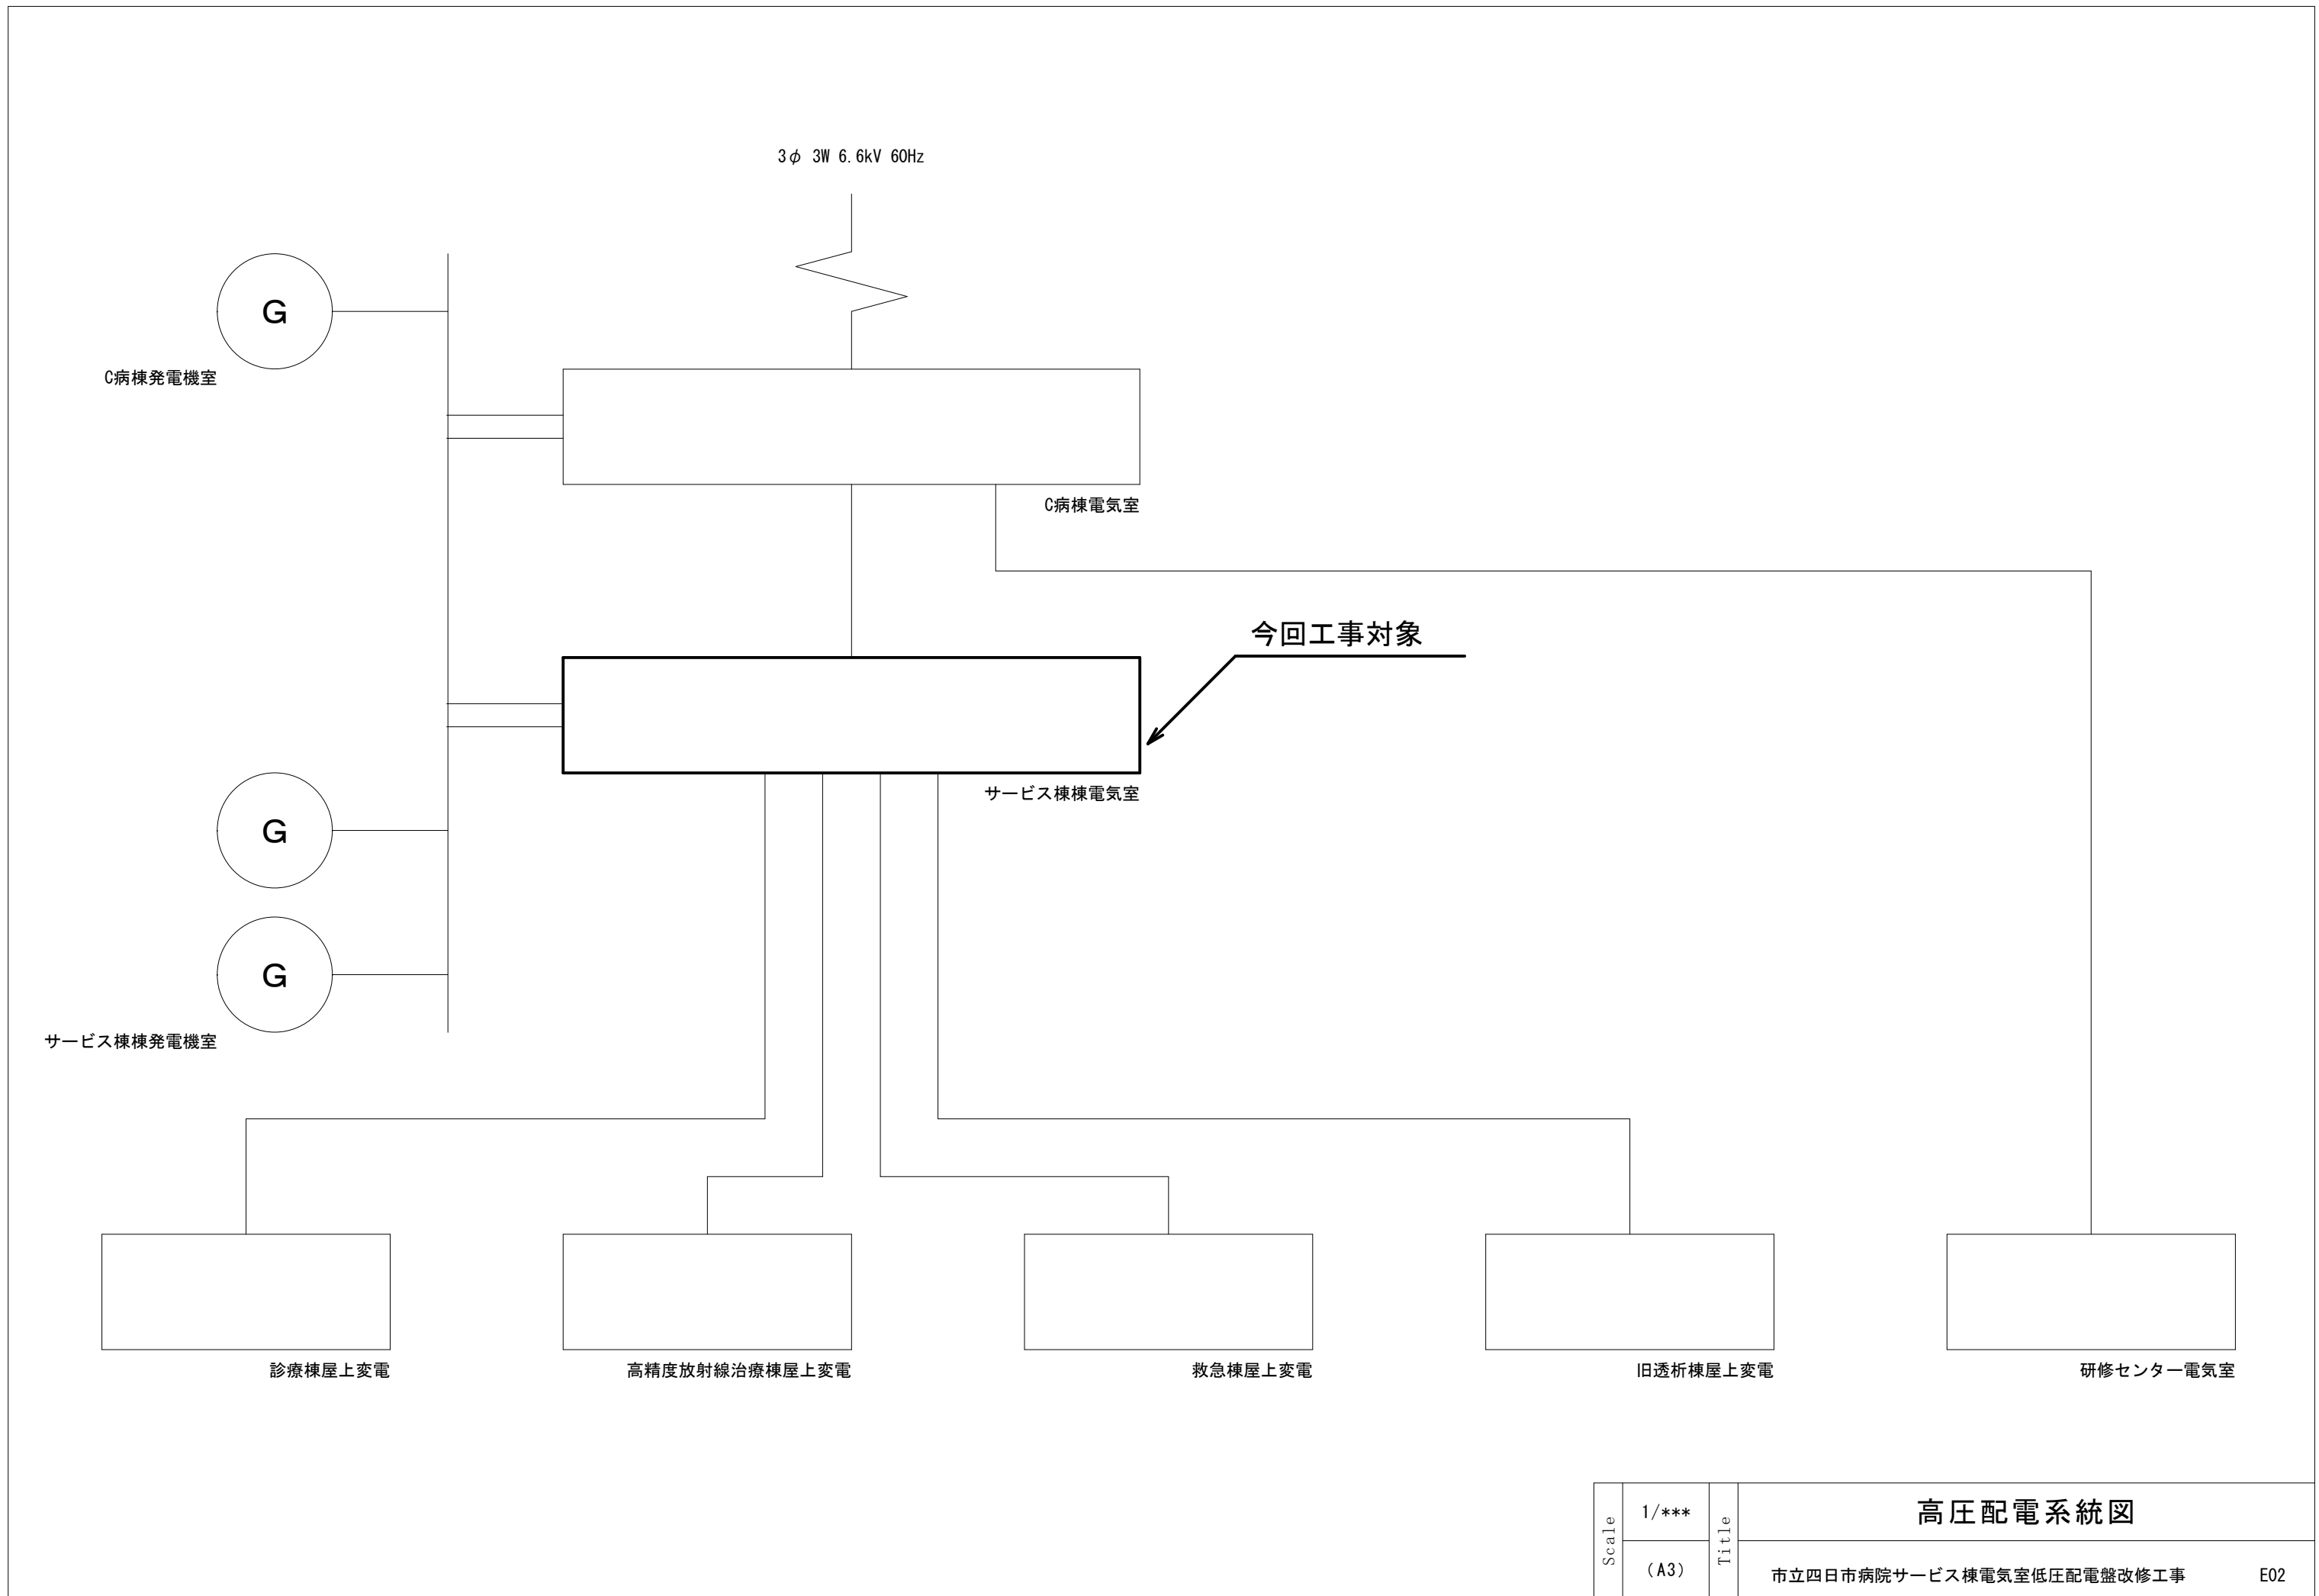 3φ 3W 6.6kV 60Hz
G
C病棟発電機室
C病棟電気室
今回工事対象
サービス棟棟電気室
G
G
サービス棟棟発電機室
診療棟屋上変電
高精度放射線治療棟屋上変電
救急棟屋上変電
旧透析棟屋上変電
研修センター電気室
Scale
1/***
(A3)
Title
高圧配電系統図
市立四日市病院サービス棟電気室低圧配電盤改修工事 E02